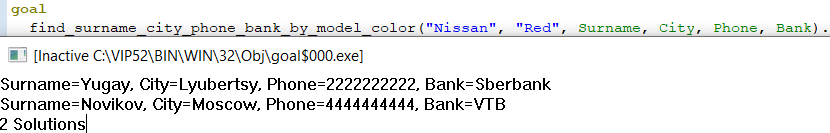 goal
find_surname_city_phone_bank_by_model_color("Nissan", "Red", Surname, City, Phone, Bank).
[Inactive C:\VIP52\BIN\WIN\32\Obj\goal$000.exe]
Surname=Yugay, City=Lyubertsy, Phone=2222222222, Bank=Sberbank
Surname=Novikov, City=Moscow, Phone=4444444444, Bank=VTB
2 Solutions